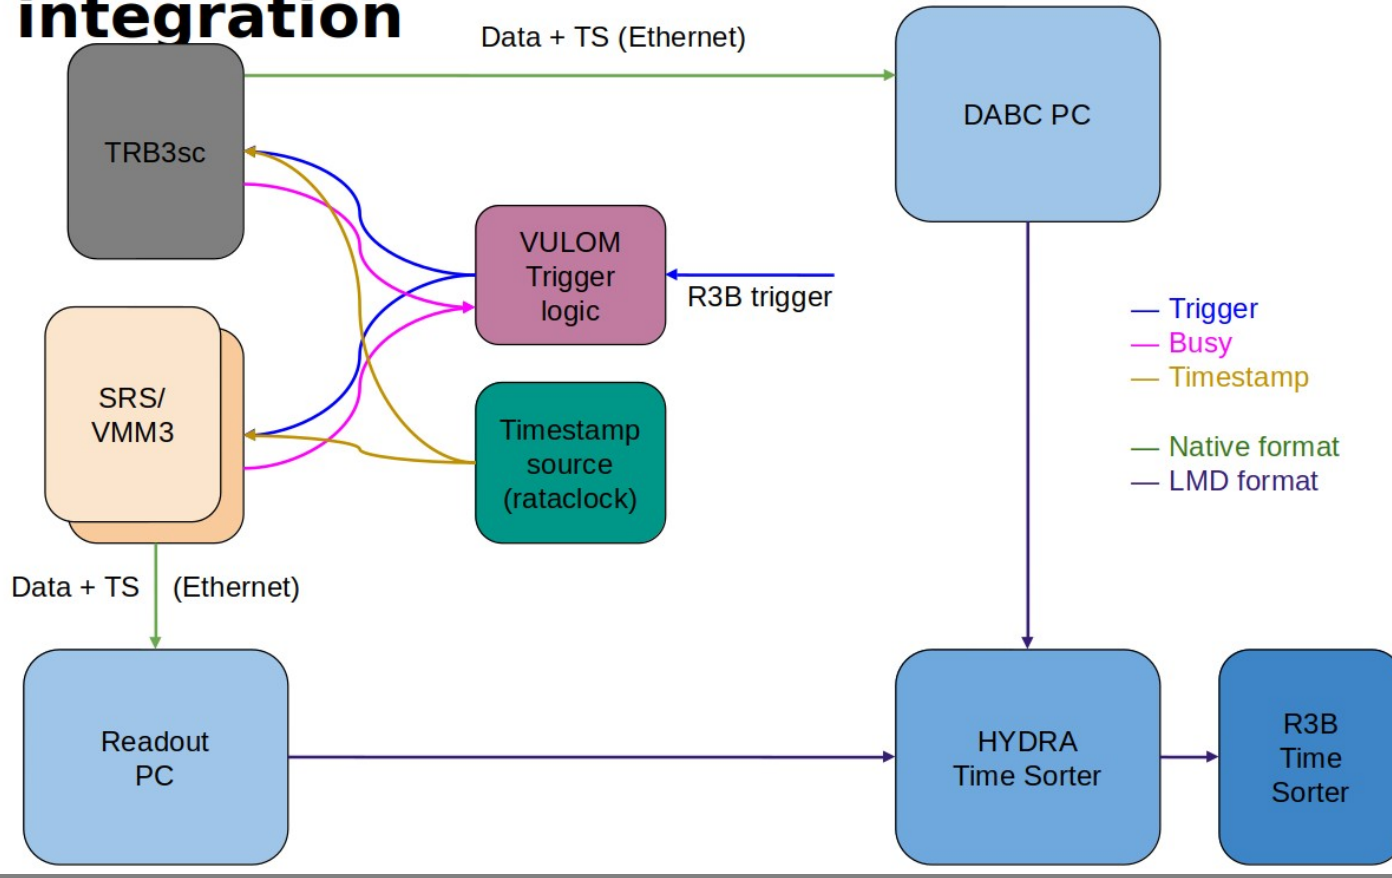 integration
Data + TS (Ethernet)
DABC PC
TRB3sc
VULOM
Trigger
logic
R3B trigger
— Trigger
— Busy
— Timestamp
— Native format
— LMD format
SRS/
VMM3
Timestamp
source
(rataclock)
Data + TS (Ethernet)
Readout
PC
HYDRA
Time Sorter
R3B
Time
Sorter